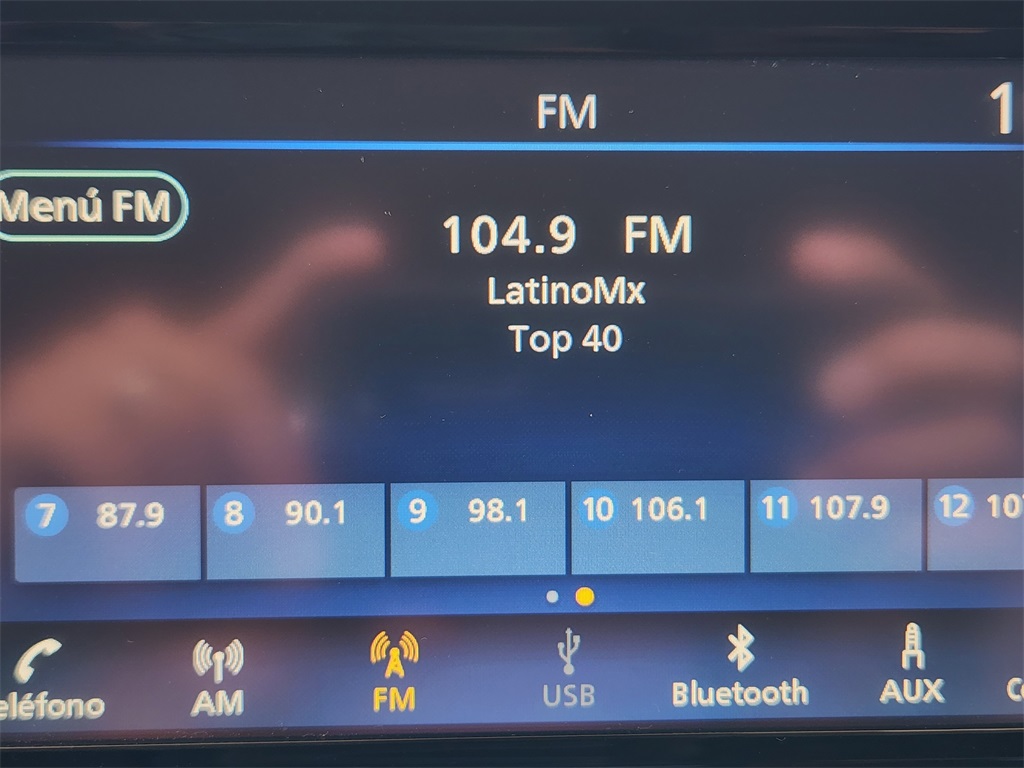 FM
1
Menú FM
104.9 FM
LatinoMx
Top 40
7 87.9 8 90.1 9 98.1 10 106.1 11 107.9 12
AM FM USB Bluetooth AUX